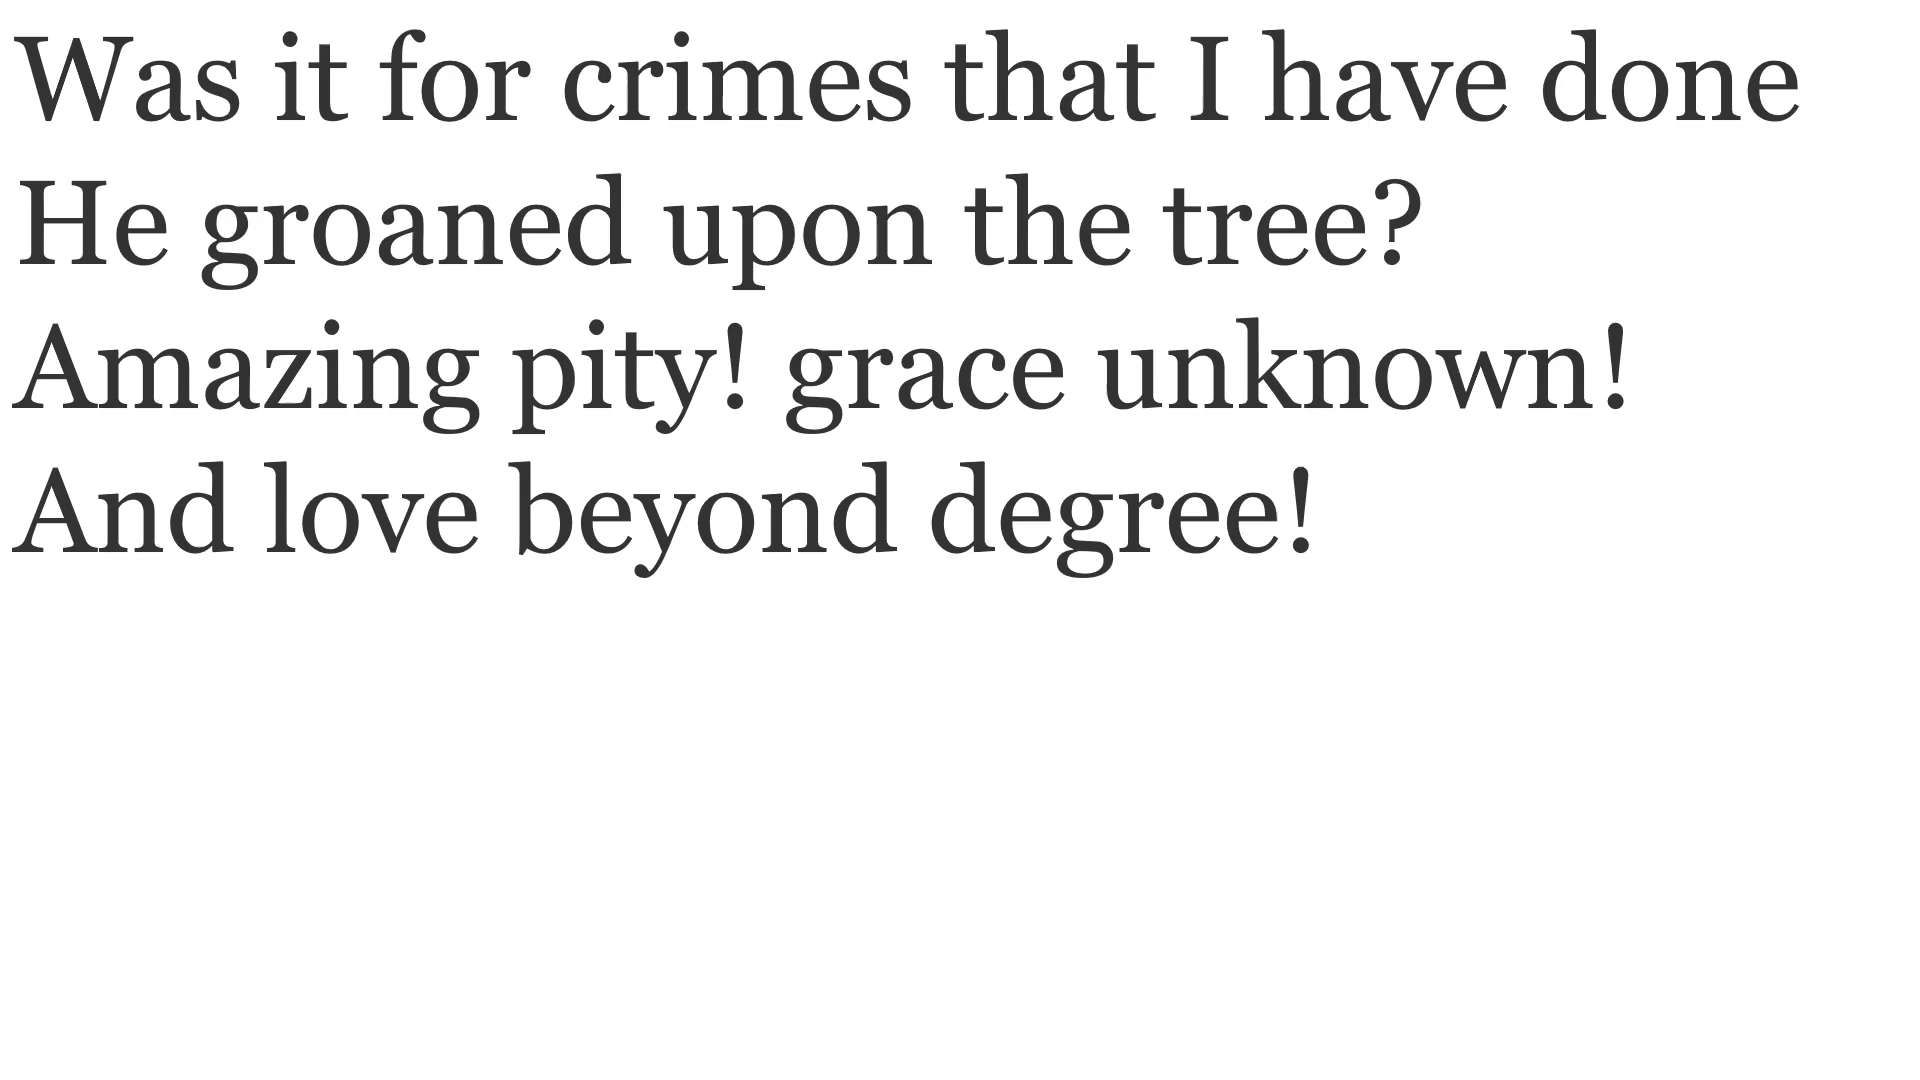 Was it for crimes that I have done
He groaned upon the tree?
Amazing pity! grace unknown!
And love beyond degree!